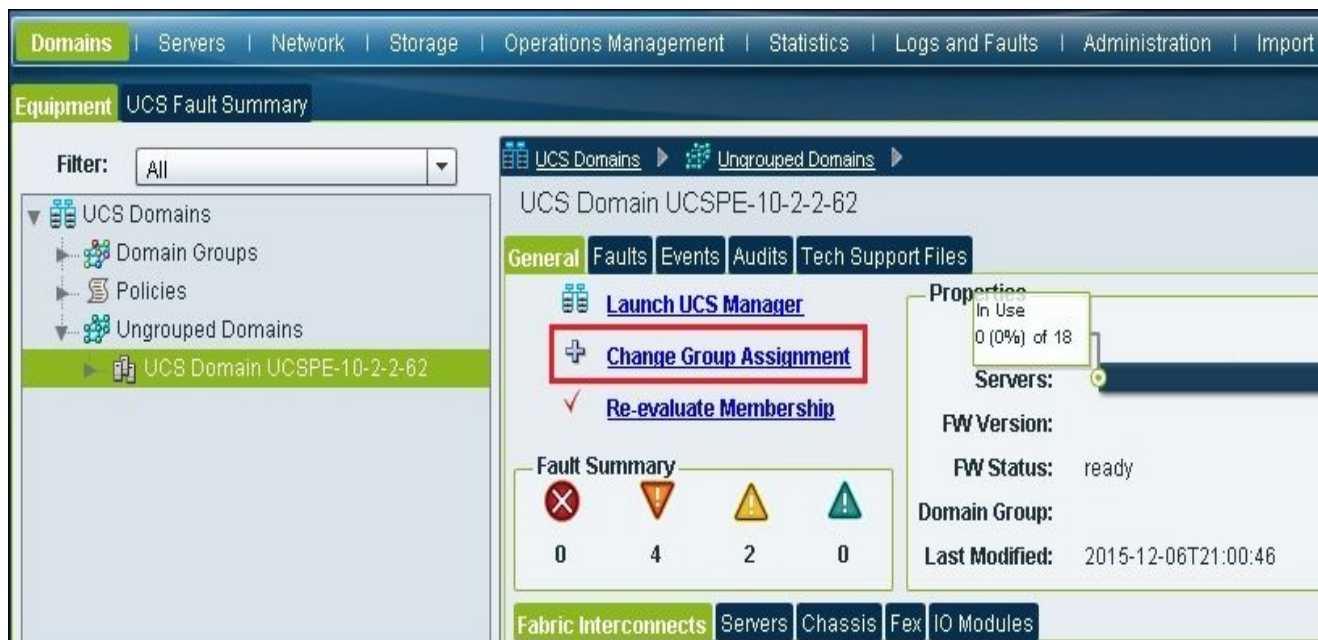 Domains | Servers | Network | Storage | Operations Management | Statistics | Logs and Faults | Administration | Import
Equipment UCS Fault Summary
Filter: All
UCS Domains
Domain Groups
Policies
Ungrouped Domains
UCS Domain UCSPE-10-2-2-62
UCS Domains Ungrouped Domains
UCS Domain UCSPE-10-2-2-62
General Faults Events Audits Tech Support Files
Launch UCS Manager
Change Group Assignment
Re-evaluate Membership
Fault Summary
0 4 2 0
Properties
In Use
0 (0%) of 18
Servers:
FW Version:
FW Status: ready
Domain Group:
Last Modified: 2015-12-06T21:00:46
Fabric Interconnects Servers Chassis Fex IO Modules